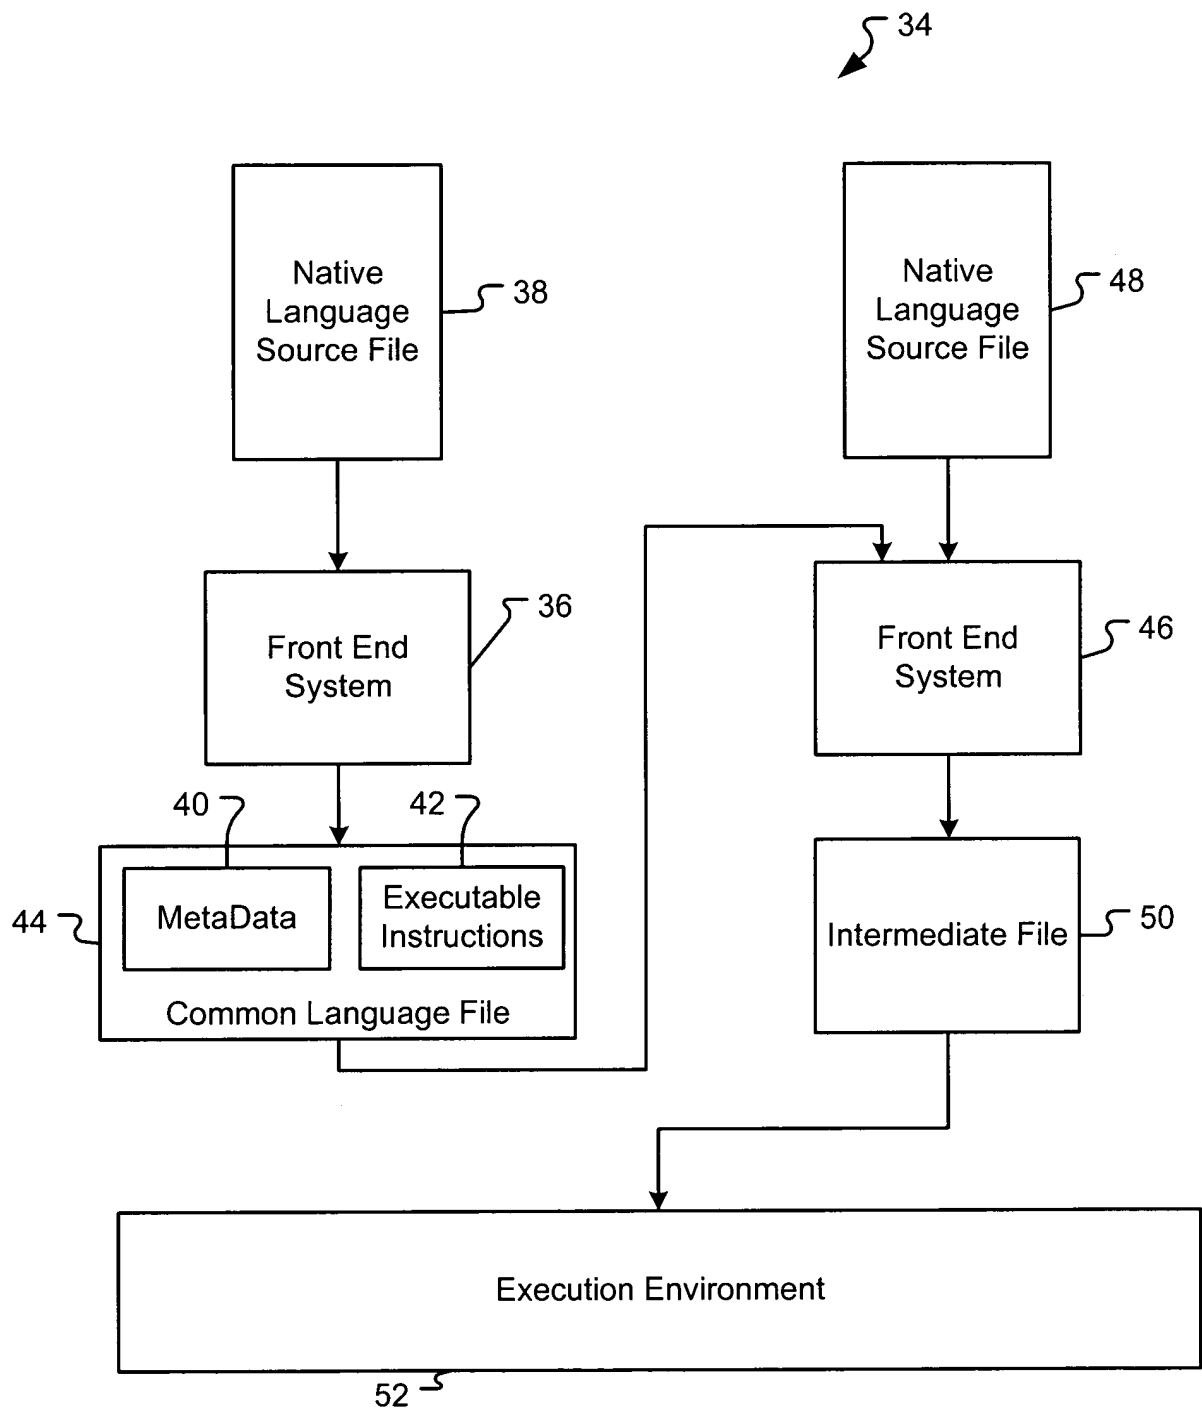 34
Native
Language
Source File
38
Native
Language
Source File
48
Front End
System
36
Front End
System
46
40
42
MetaData
Executable
Instructions
44
Common Language File
Intermediate File
50
Execution Environment
52